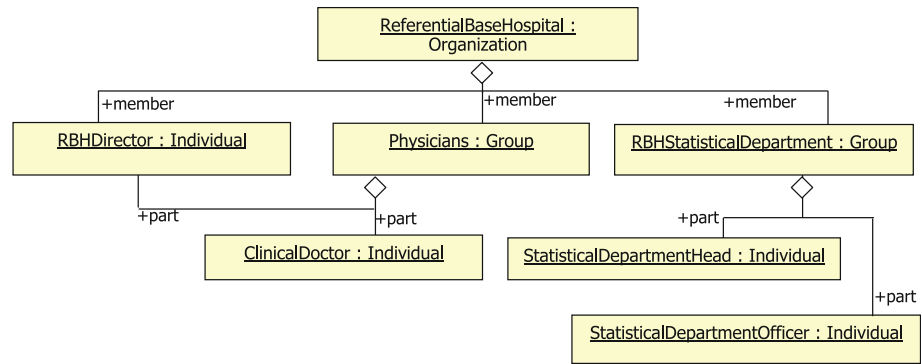 ReferentialBaseHospital :
Organization
+member
+member
+member
RBHDirector : Individual
Physicians : Group
RBHStatisticalDepartment : Group
+part
+part
+part
ClinicalDoctor : Individual
StatisticalDepartmentHead : Individual
+part
StatisticalDepartmentOfficer : Individual